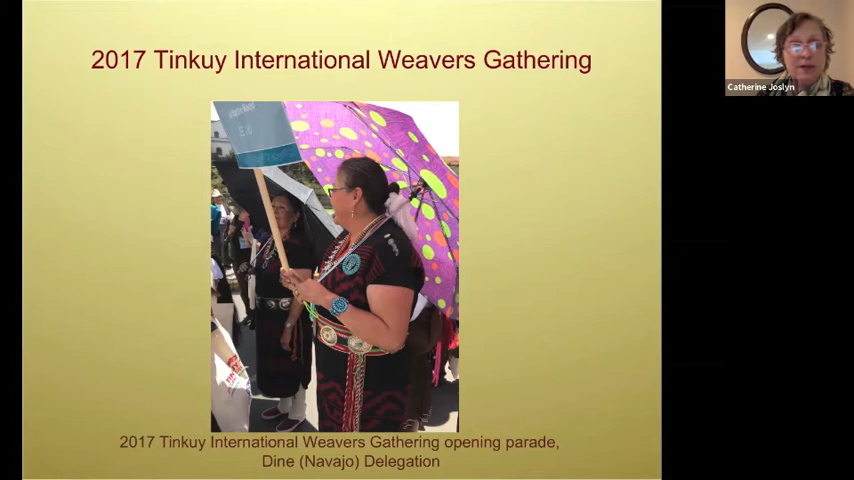 2017 Tinkuy International Weavers Gathering
Catherine Joslyn
2017 Tinkuy International Weavers Gathering opening parade,
Dine (Navajo) Delegation